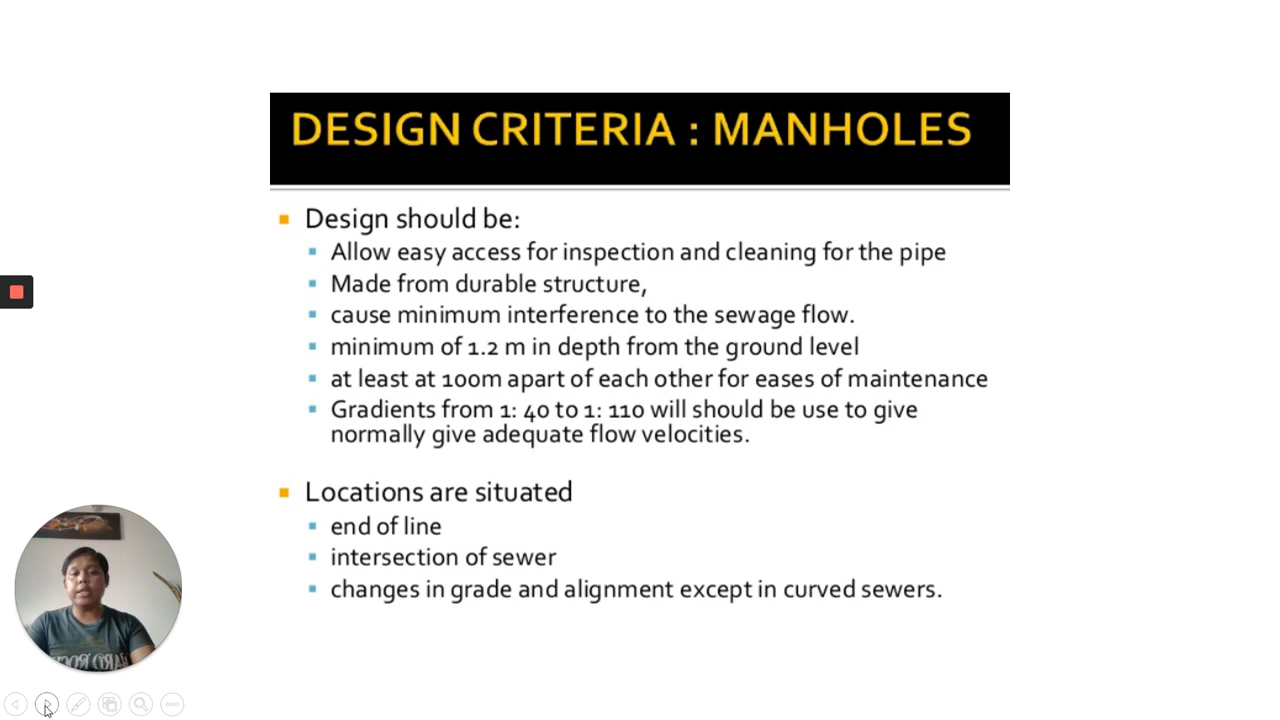 DESIGN CRITERIA : MANHOLES
Design should be:
Allow easy access for inspection and cleaning for the pipe
Made from durable structure,
cause minimum interference to the sewage flow.
minimum of 1.2 m in depth from the ground level
at least at 100m apart of each other for eases of maintenance
Gradients from 1: 40 to 1: 110 will should be use to give
normally give adequate flow velocities.
Locations are situated
end of line
intersection of sewer
changes in grade and alignment except in curved sewers.